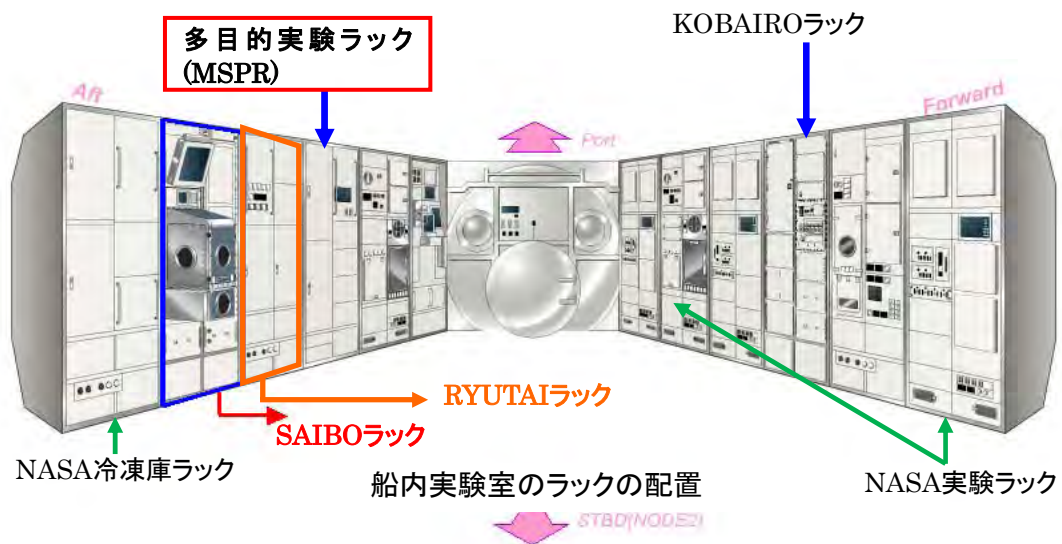 多目的実験ラック
(MSPR)
KOBAIROラック
Aft
Forward
Port
RYUTAIラック
SAIBOラック
NASA冷凍庫ラック
船内実験室のラックの配置
NASA実験ラック
STBD(NODE2)